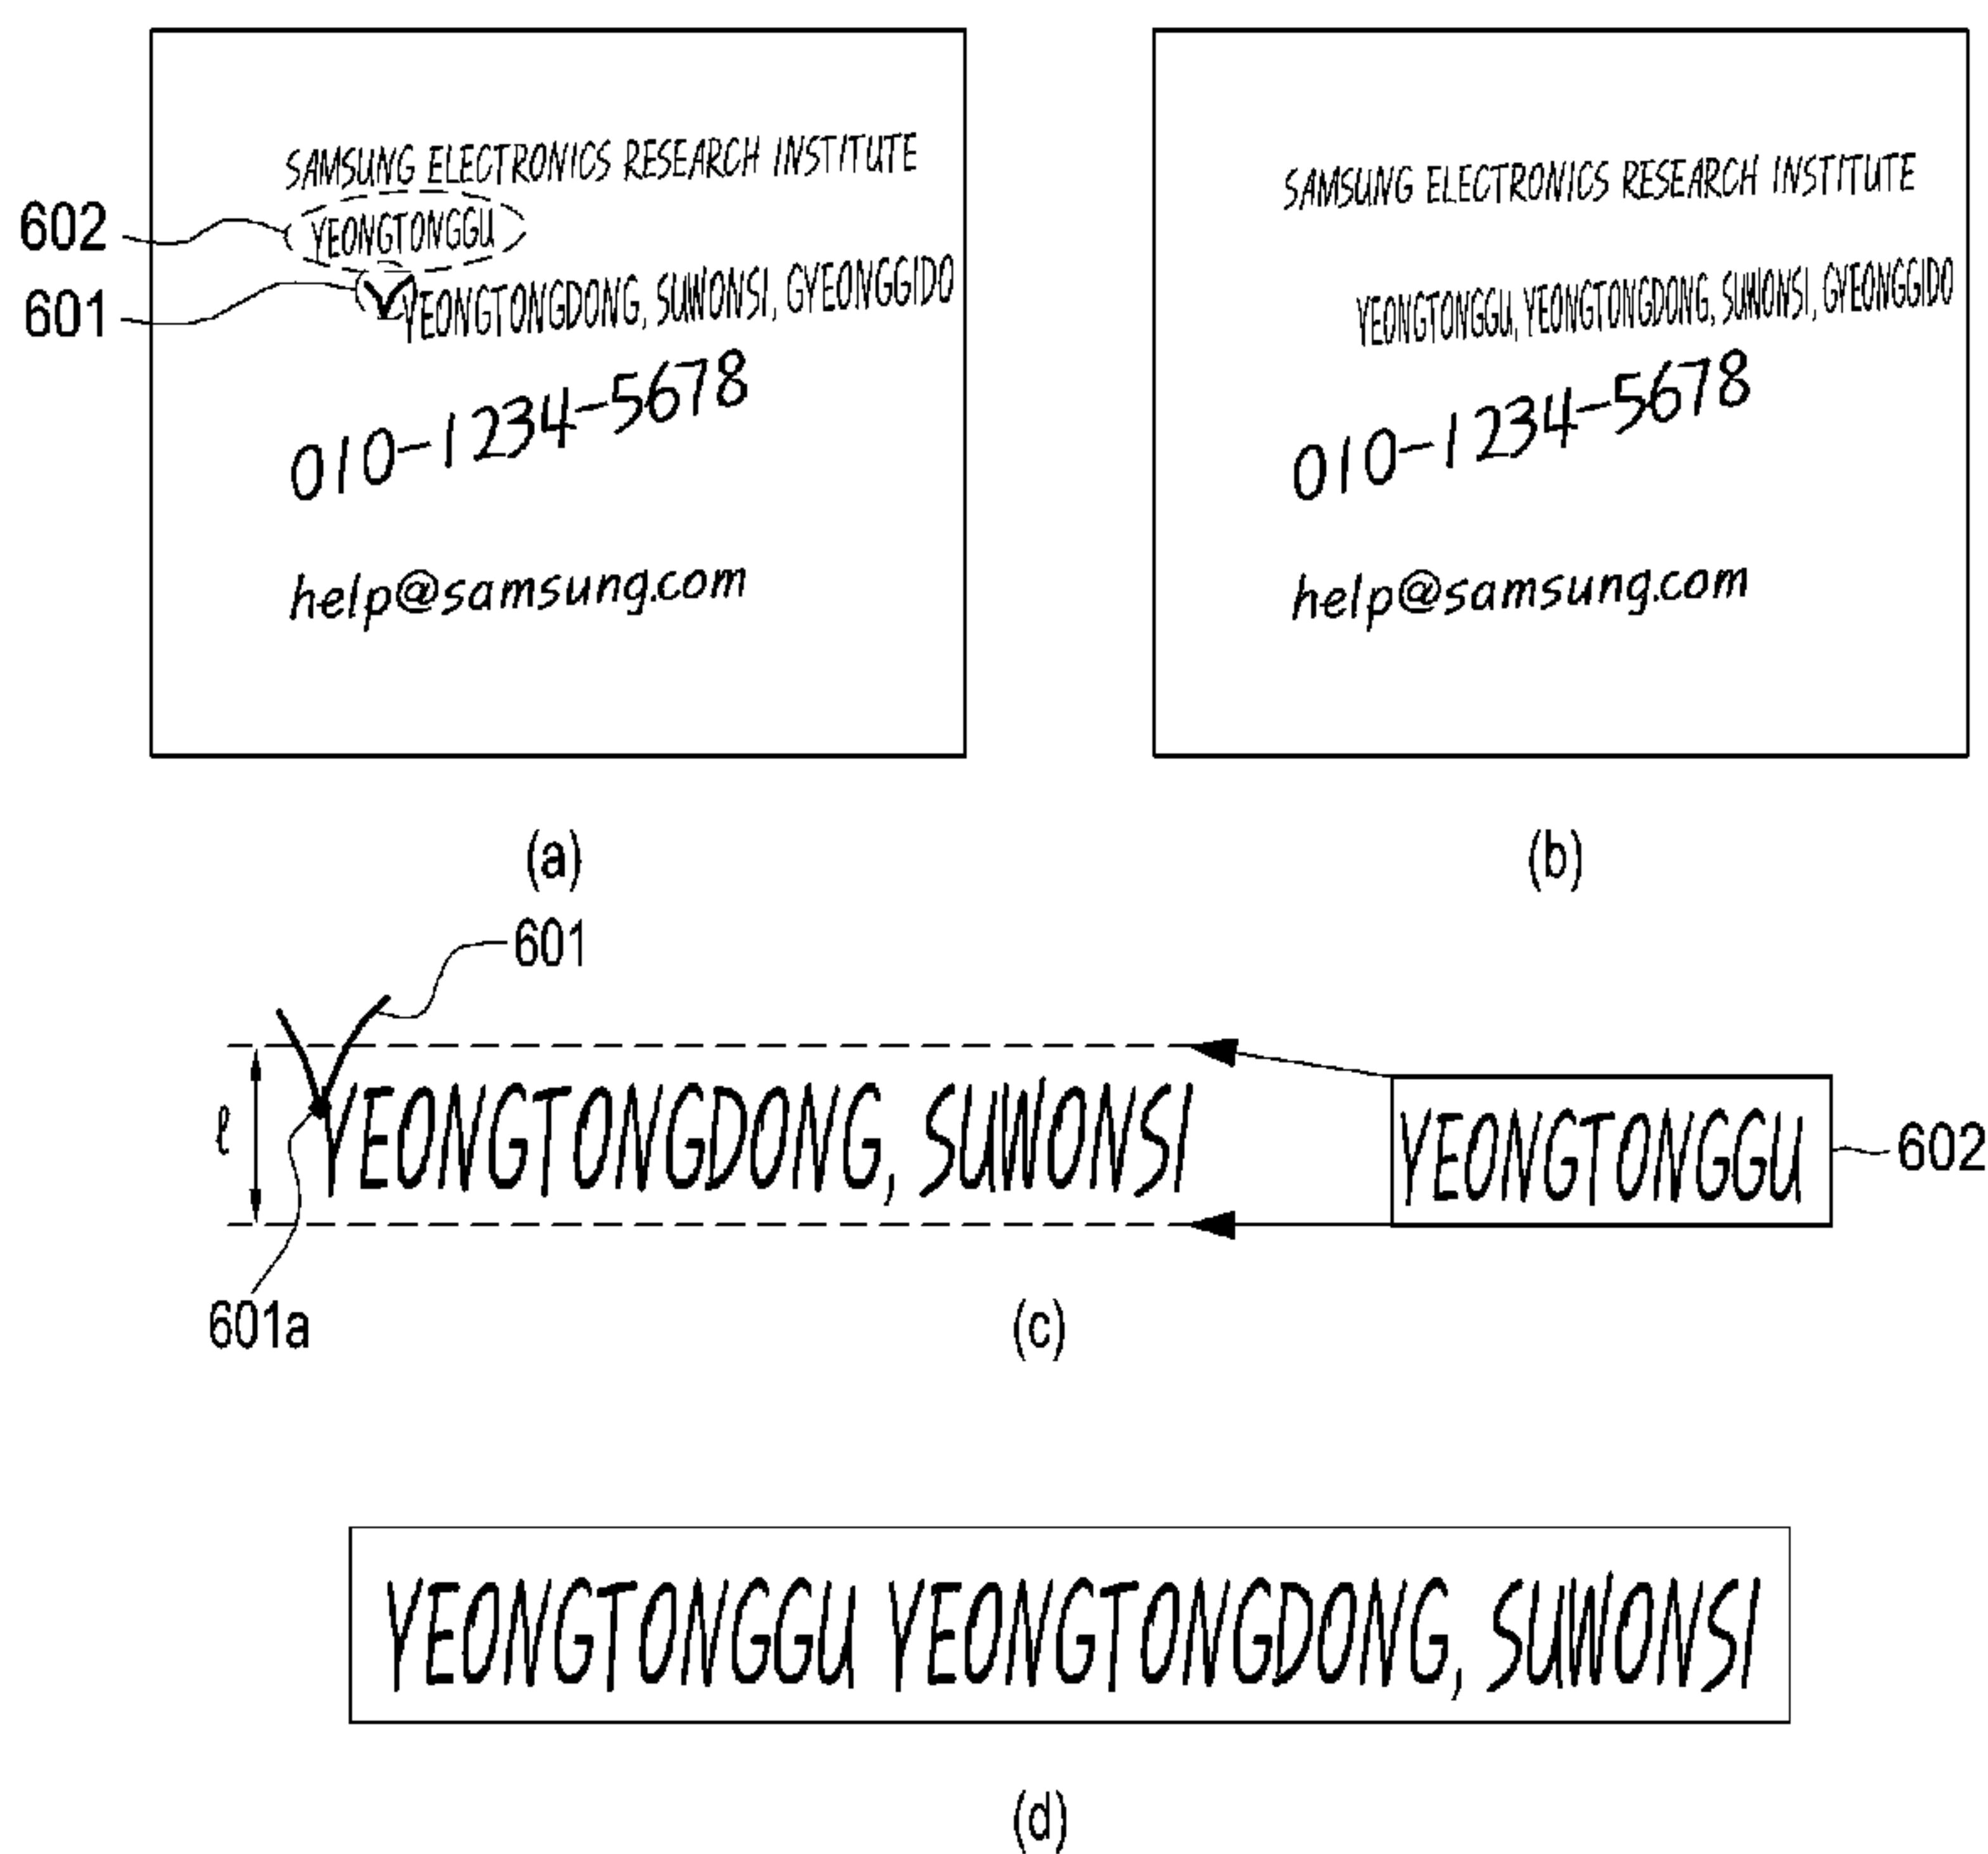 SAMSUNG ELECTRONICS RESEARCH INSTITUTE
602
YEONGTONGGU
601
YEONGTONGDONG, SUWONSI, GYEONGGIDO
010-1234-5678
help@samsung.com
(a)
SAMSUNG ELECTRONICS RESEARCH INSTITUTE
YEONGTONGGU, YEONGTONGDONG, SUWONSI, GYEONGGIDO
010-1234-5678
help@samsung.com
(b)
601
ℓ
YEONGTONGDONG, SUWONSI
YEONGTONGGU
602
601a
(c)
YEONGTONGGU YEONGTONGDONG, SUWONSI
(d)